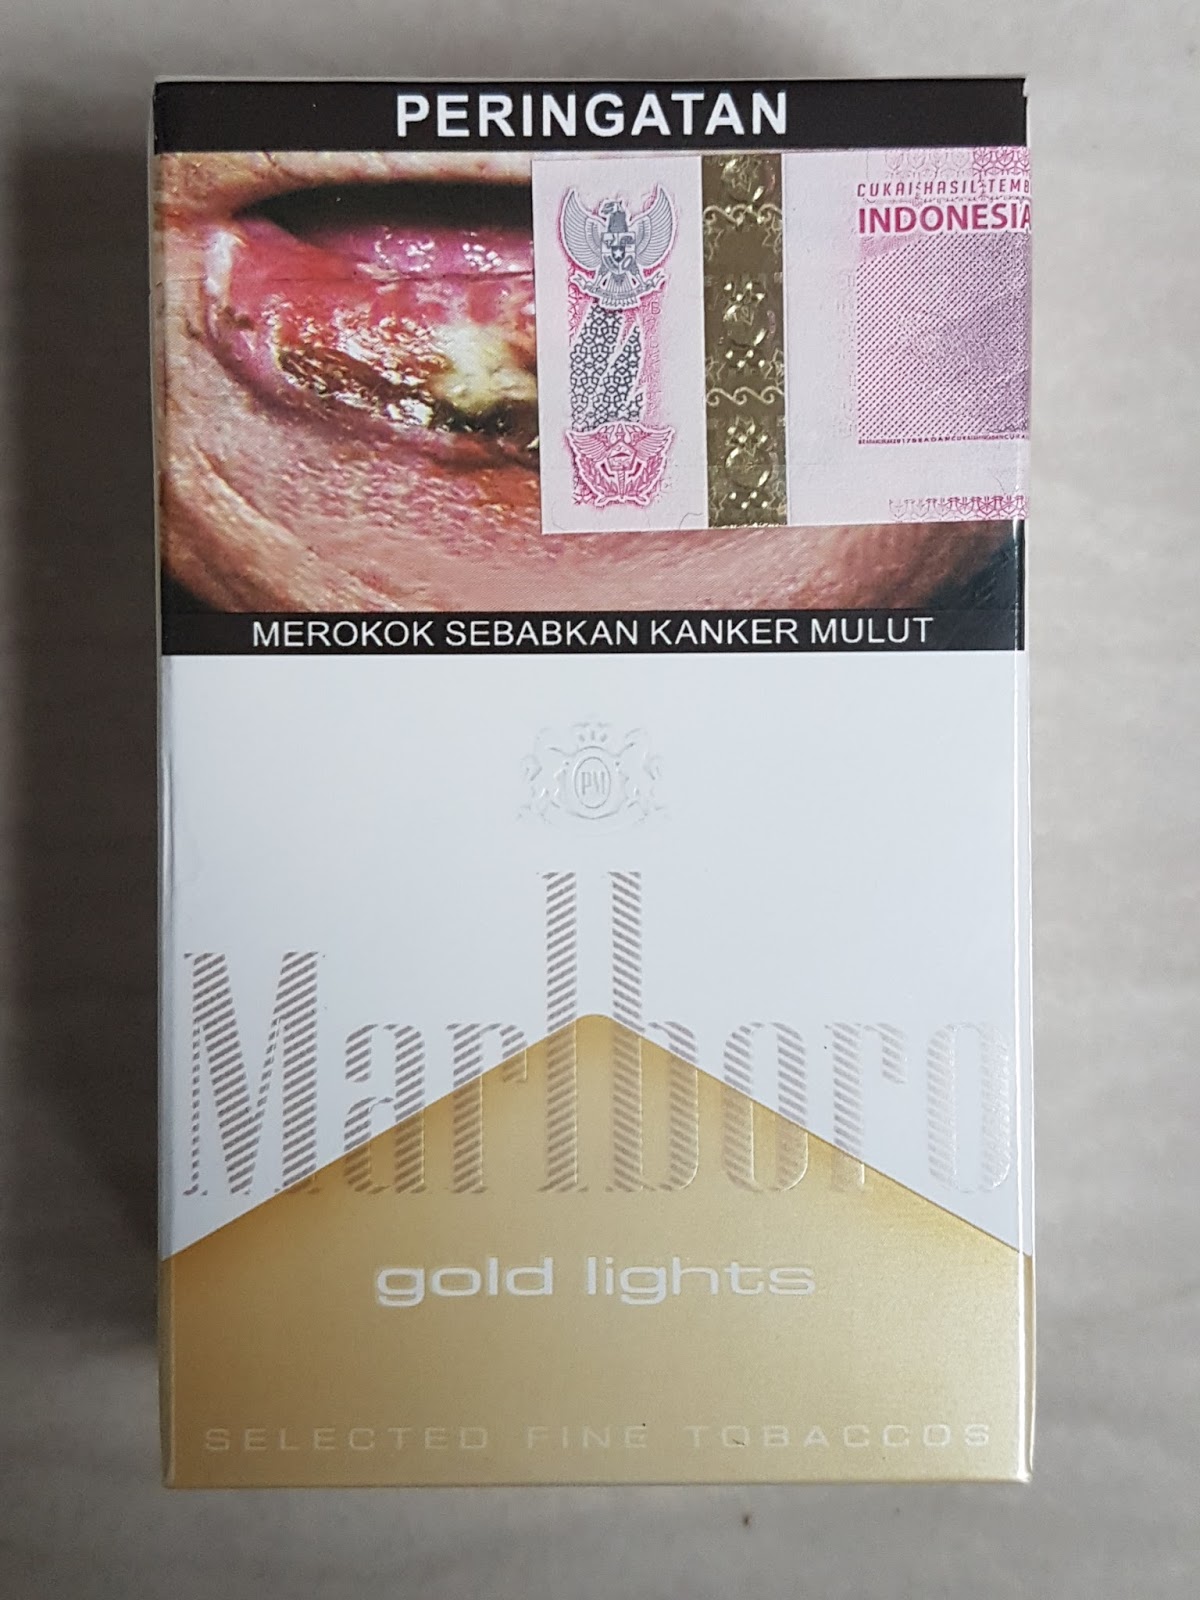 PERINGATAN
CUKAI HASIL TEMB
INDONESIA
MEROKOK SEBABKAN KANKER MULUT
PM
Marlboro
gold lights
SELECTED FINE TOBACCOS